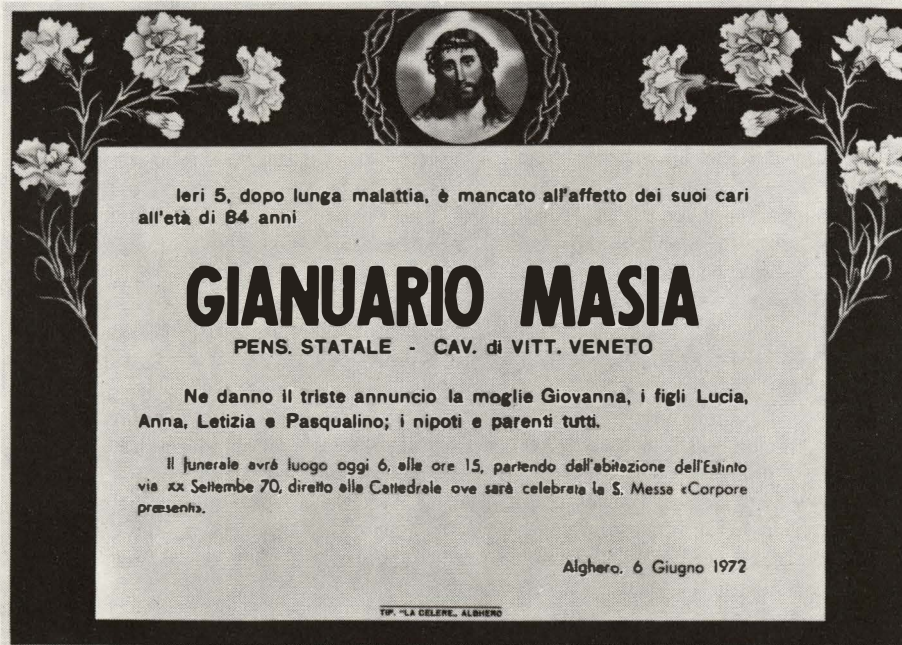 Ieri 5, dopo lunga malattia, è mancato all'affetto dei suoi cari
all'età di 84 anni
GIANUARIO MASIA
PENS. STATALE - CAV. di VITT. VENETO
Ne danno il triste annuncio la moglie Giovanna, i figli Lucia,
Anna, Letizia e Pasqualino; i nipoti e parenti tutti.
Il funerale avrà luogo oggi 6, alle ore 15, partendo dall'abitazione dell'Estinto
via xx Settembe 70, diretto alla Cattedrale ove sarà celebrata la S. Messa «Corpore
præsenti».
Alghero, 6 Giugno 1972
TIP. "LA CELERE„ ALGHERO